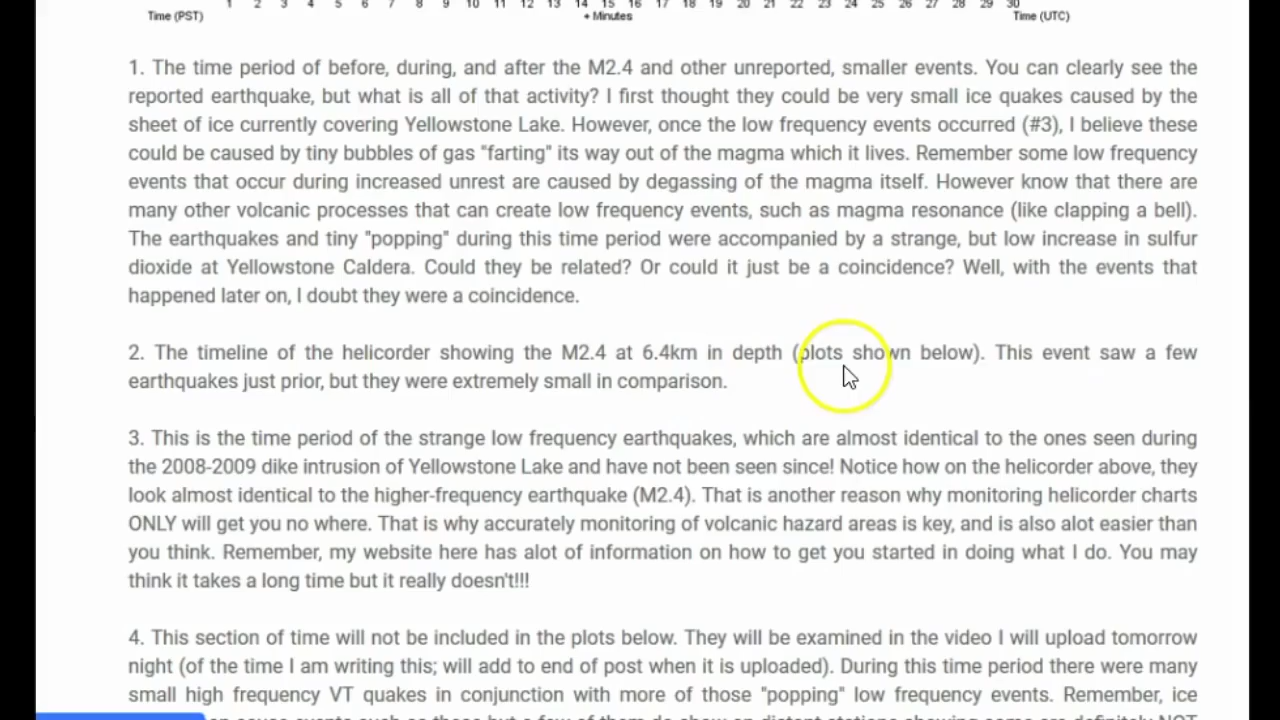 1 2 3 4 5 6 7 8 9 10 11 12 13 14 15 16 17 18 19 20 21 22 23 24 25 26 27 28 29 30
Time (PST) + Minutes Time (UTC)
1. The time period of before, during, and after the M2.4 and other unreported, smaller events. You can clearly see the
reported earthquake, but what is all of that activity? I first thought they could be very small ice quakes caused by the
sheet of ice currently covering Yellowstone Lake. However, once the low frequency events occurred (#3), I believe these
could be caused by tiny bubbles of gas "farting" its way out of the magma which it lives. Remember some low frequency
events that occur during increased unrest are caused by degassing of the magma itself. However know that there are
many other volcanic processes that can create low frequency events, such as magma resonance (like clapping a bell).
The earthquakes and tiny "popping" during this time period were accompanied by a strange, but low increase in sulfur
dioxide at Yellowstone Caldera. Could they be related? Or could it just be a coincidence? Well, with the events that
happened later on, I doubt they were a coincidence.
2. The timeline of the helicorder showing the M2.4 at 6.4km in depth (plots shown below). This event saw a few
earthquakes just prior, but they were extremely small in comparison.
3. This is the time period of the strange low frequency earthquakes, which are almost identical to the ones seen during
the 2008-2009 dike intrusion of Yellowstone Lake and have not been seen since! Notice how on the helicorder above, they
look almost identical to the higher-frequency earthquake (M2.4). That is another reason why monitoring helicorder charts
ONLY will get you no where. That is why accurately monitoring of volcanic hazard areas is key, and is also alot easier than
you think. Remember, my website here has alot of information on how to get you started in doing what I do. You may
think it takes a long time but it really doesn't!!!
4. This section of time will not be included in the plots below. They will be examined in the video I will upload tomorrow
night (of the time I am writing this; will add to end of post when it is uploaded). During this time period there were many
small high frequency VT quakes in conjunction with more of those "popping" low frequency events. Remember, ice
cause events such as these but a few of them do show on distant stations showing some are definitely NOT